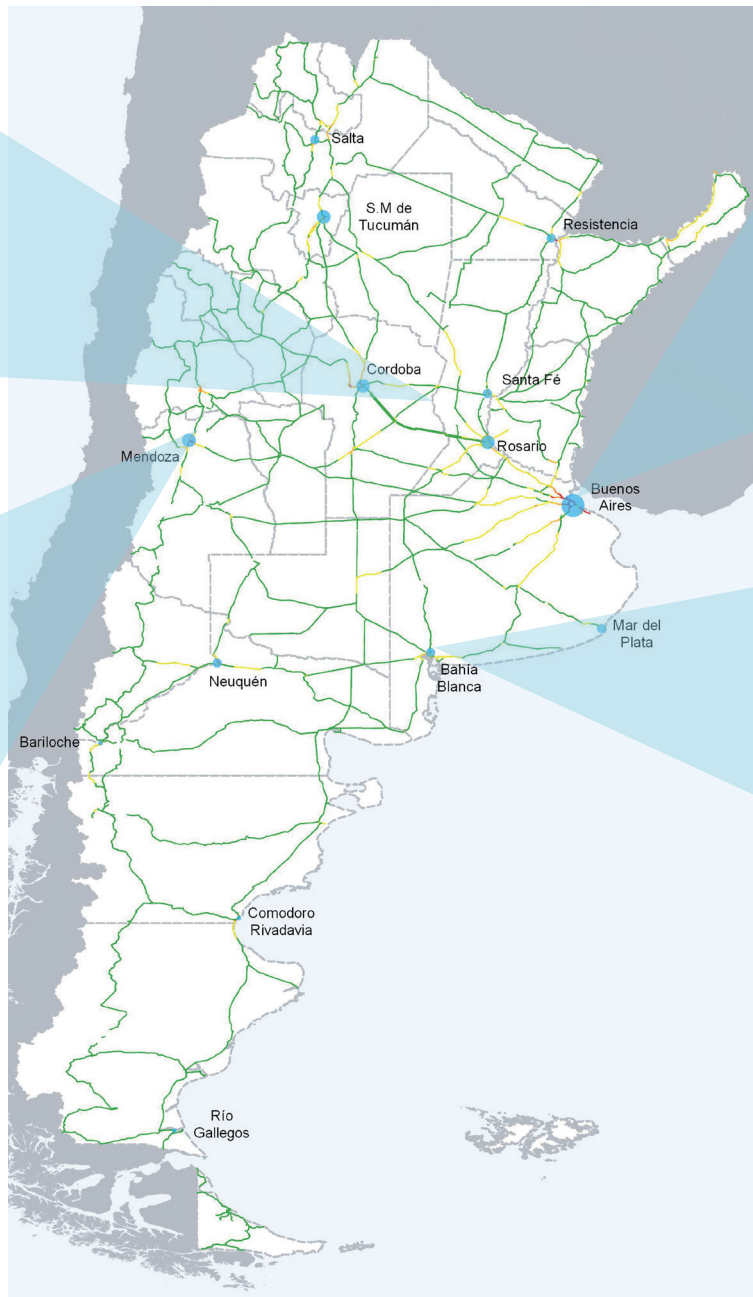 Salta
S.M de
Tucumán
Resistencia
Cordoba
Santa Fé
Mendoza
Rosario
Buenos
Aires
Mar del
Plata
Bahía
Blanca
Neuquén
Bariloche
Comodoro
Rivadavia
Río
Gallegos